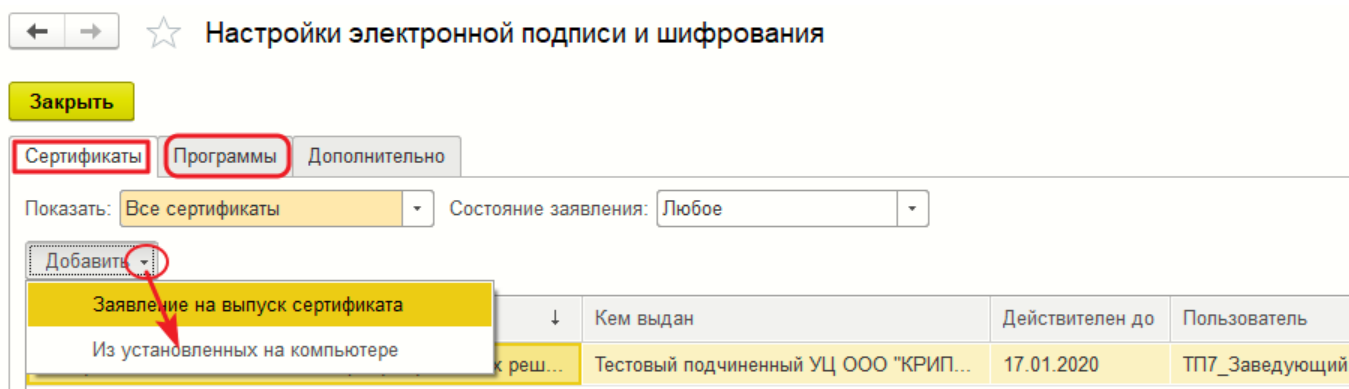 Настройки электронной подписи и шифрования
Закрыть
Сертификаты Программы Дополнительно
Показать: Все сертификаты Состояние заявления: Любое
Добавить
Заявление на выпуск сертификата
Кем выдан Действителен до Пользователь
Из установленных на компьютере
х реш... Тестовый подчиненный УЦ ООО "КРИП... 17.01.2020 ТП7_Заведующий